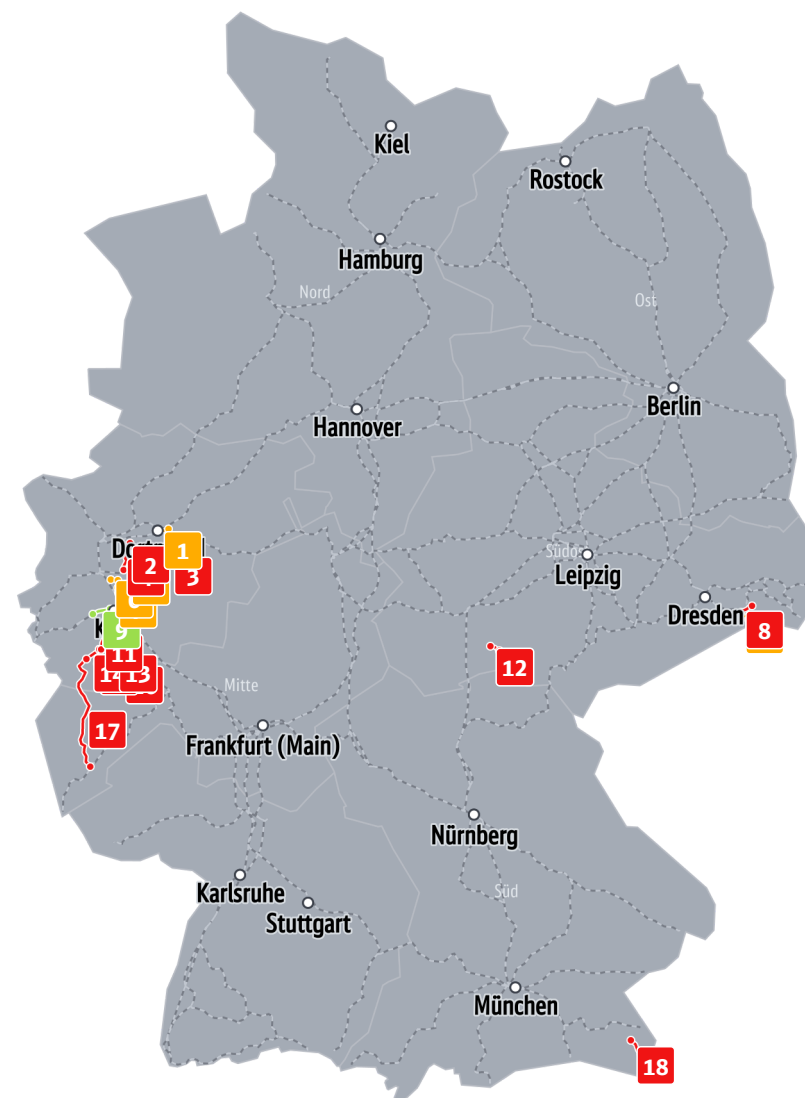 Kiel
Rostock
Hamburg
Nord
Ost
Berlin
Hannover
1
2
3
Leipzig
Dresden
9
8
11
12
13
Mitte
17
Frankfurt (Main)
Nürnberg
Karlsruhe
Süd
Stuttgart
München
18